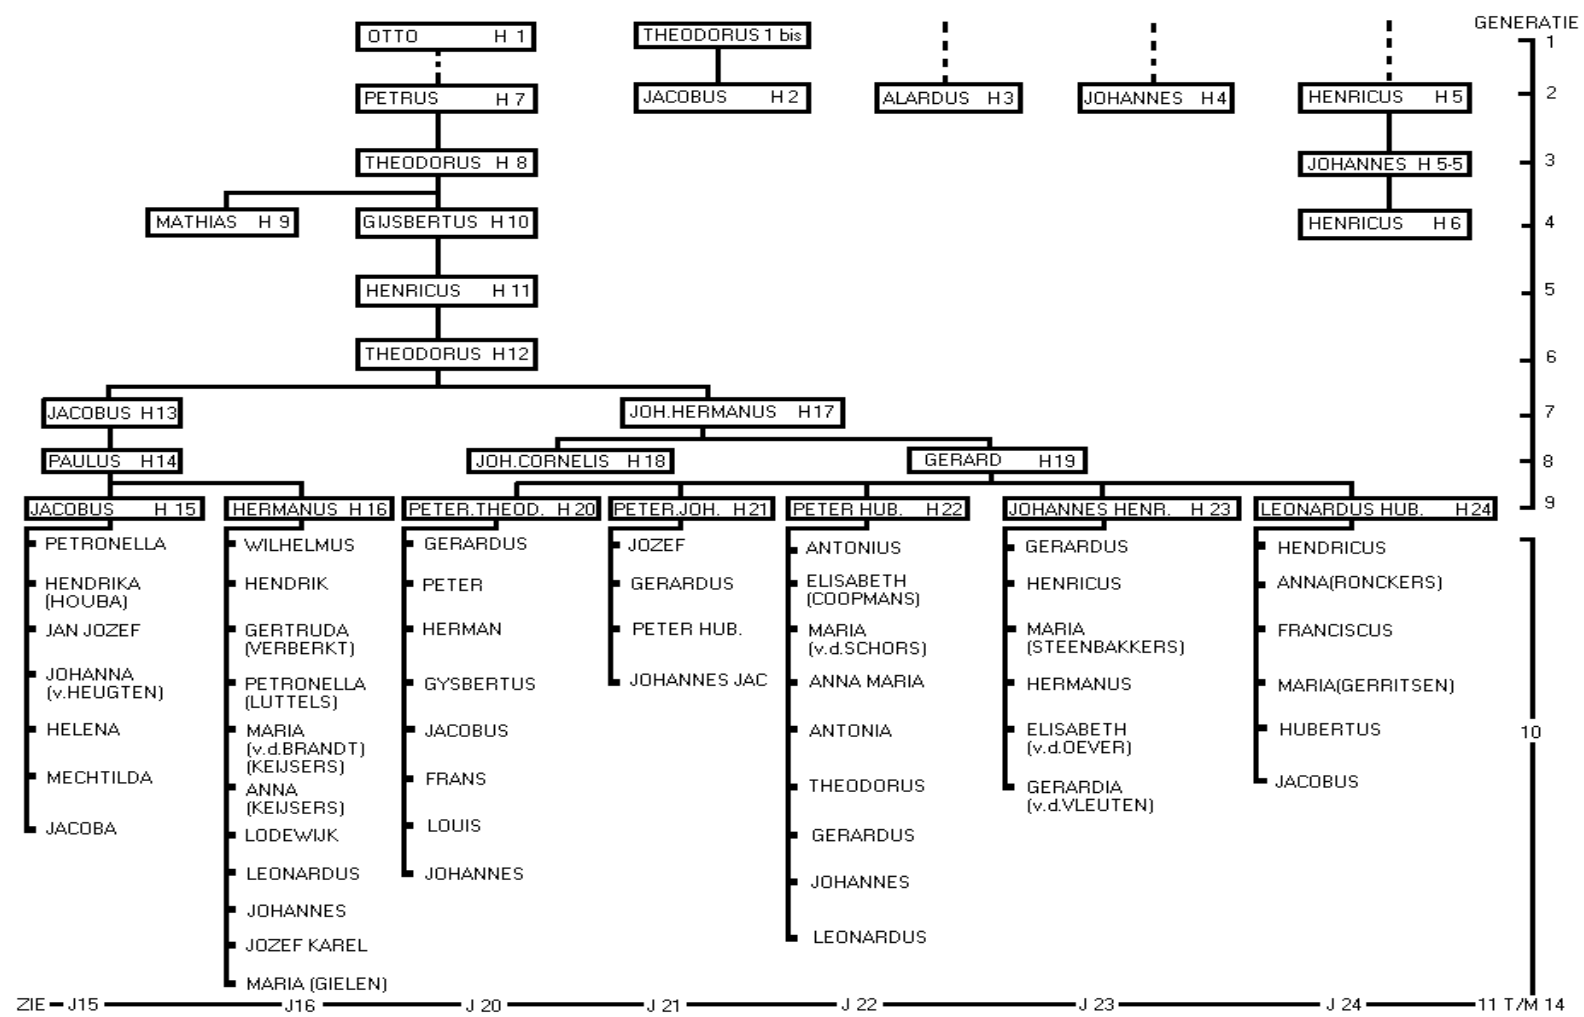 GENERATIE
OTTO H 1
THEODORUS 1 bis
1
PETRUS H 7
JACOBUS H 2
ALARDUS H 3
JOHANNES H 4
HENRICUS H 5
2
THEODORUS H 8
JOHANNES H 5-5
3
MATHIAS H 9
GIJSBERTUS H 10
HENRICUS H 6
4
HENRICUS H 11
5
THEODORUS H 12
6
JACOBUS H 13
JOH.HERMANUS H 17
7
PAULUS H 14
JOH.CORNELIS H 18
GERARD H 19
8
JACOBUS H 15
HERMANUS H 16
PETER.THEOD. H 20
PETER.JOH. H 21
PETER HUB. H 22
JOHANNES HENR. H 23
LEONARDUS HUB. H 24
9
PETRONELLA
HENDRIKA
(HOUBA)
JAN JOZEF
JOHANNA
(v.HEUGTEN)
HELENA
MECHTILDA
JACOBA
WILHELMUS
HENDRIK
GERTRUDA
(VERBERKT)
PETRONELLA
(LUTTELS)
MARIA
(v.d.BRANDT)
(KEIJSERS)
ANNA
(KEIJSERS)
LODEWIJK
LEONARDUS
JOHANNES
JOZEF KAREL
MARIA (GIELEN)
GERARDUS
PETER
HERMAN
GYSBERTUS
JACOBUS
FRANS
LOUIS
JOHANNES
JOZEF
GERARDUS
PETER HUB.
JOHANNES JAC
ANTONIUS
ELISABETH
(COOPMANS)
MARIA
(v.d.SCHORS)
ANNA MARIA
ANTONIA
THEODORUS
GERARDUS
JOHANNES
LEONARDUS
GERARDUS
HENRICUS
MARIA
(STEENBAKKERS)
HERMANUS
ELISABETH
(v.d.OEVER)
GERARDIA
(v.d.VLEUTEN)
HENDRICUS
ANNA(RONCKERS)
FRANCISCUS
MARIA(GERRITSEN)
HUBERTUS
JACOBUS
10
ZIE J15 J16 J 20 J 21 J 22 J 23 J 24 11 T/M 14